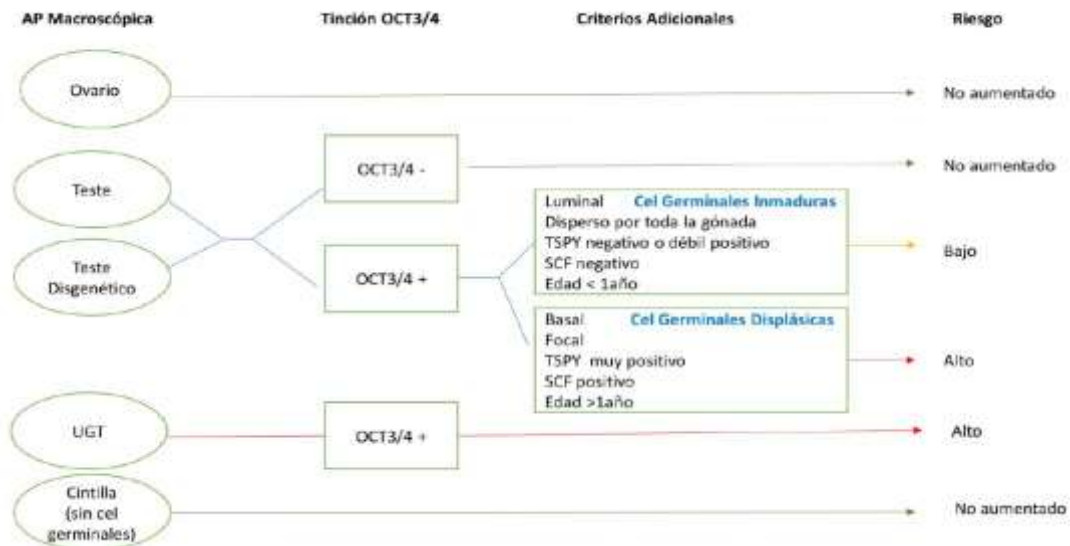 AP Macroscópica
Tinción OCT3/4
Criterios Adicionales
Riesgo
Ovario
No aumentado
Teste
OCT3/4 -
No aumentado
Teste
Disgenético
OCT3/4 +
Luminal Cel Germinales Inmaduras
Disperso por toda la gónada
TSPY negativo o débil positivo
SCF negativo
Edad < 1año
Bajo
Basal Cel Germinales Displásicas
Focal
TSPY muy positivo
SCF positivo
Edad >1año
Alto
UGT
OCT3/4 +
Alto
Cintilla
(sin cel
germinales)
No aumentado